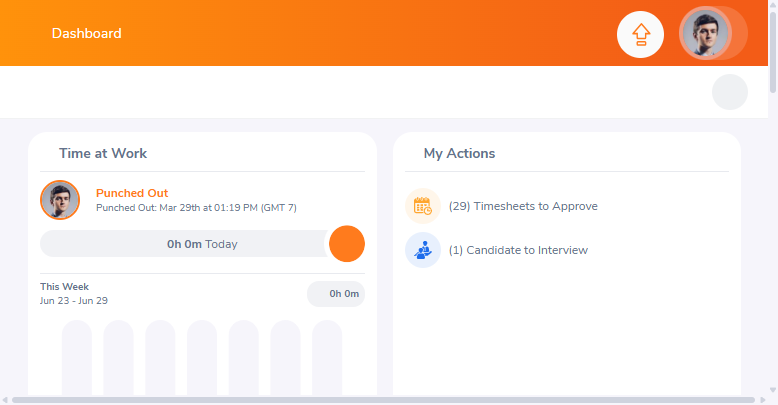 Dashboard
Time at Work
Punched Out
Punched Out: Mar 29th at 01:19 PM (GMT 7)
0h 0m Today
This Week
Jun 23 - Jun 29
0h 0m
My Actions
(29) Timesheets to Approve
(1) Candidate to Interview